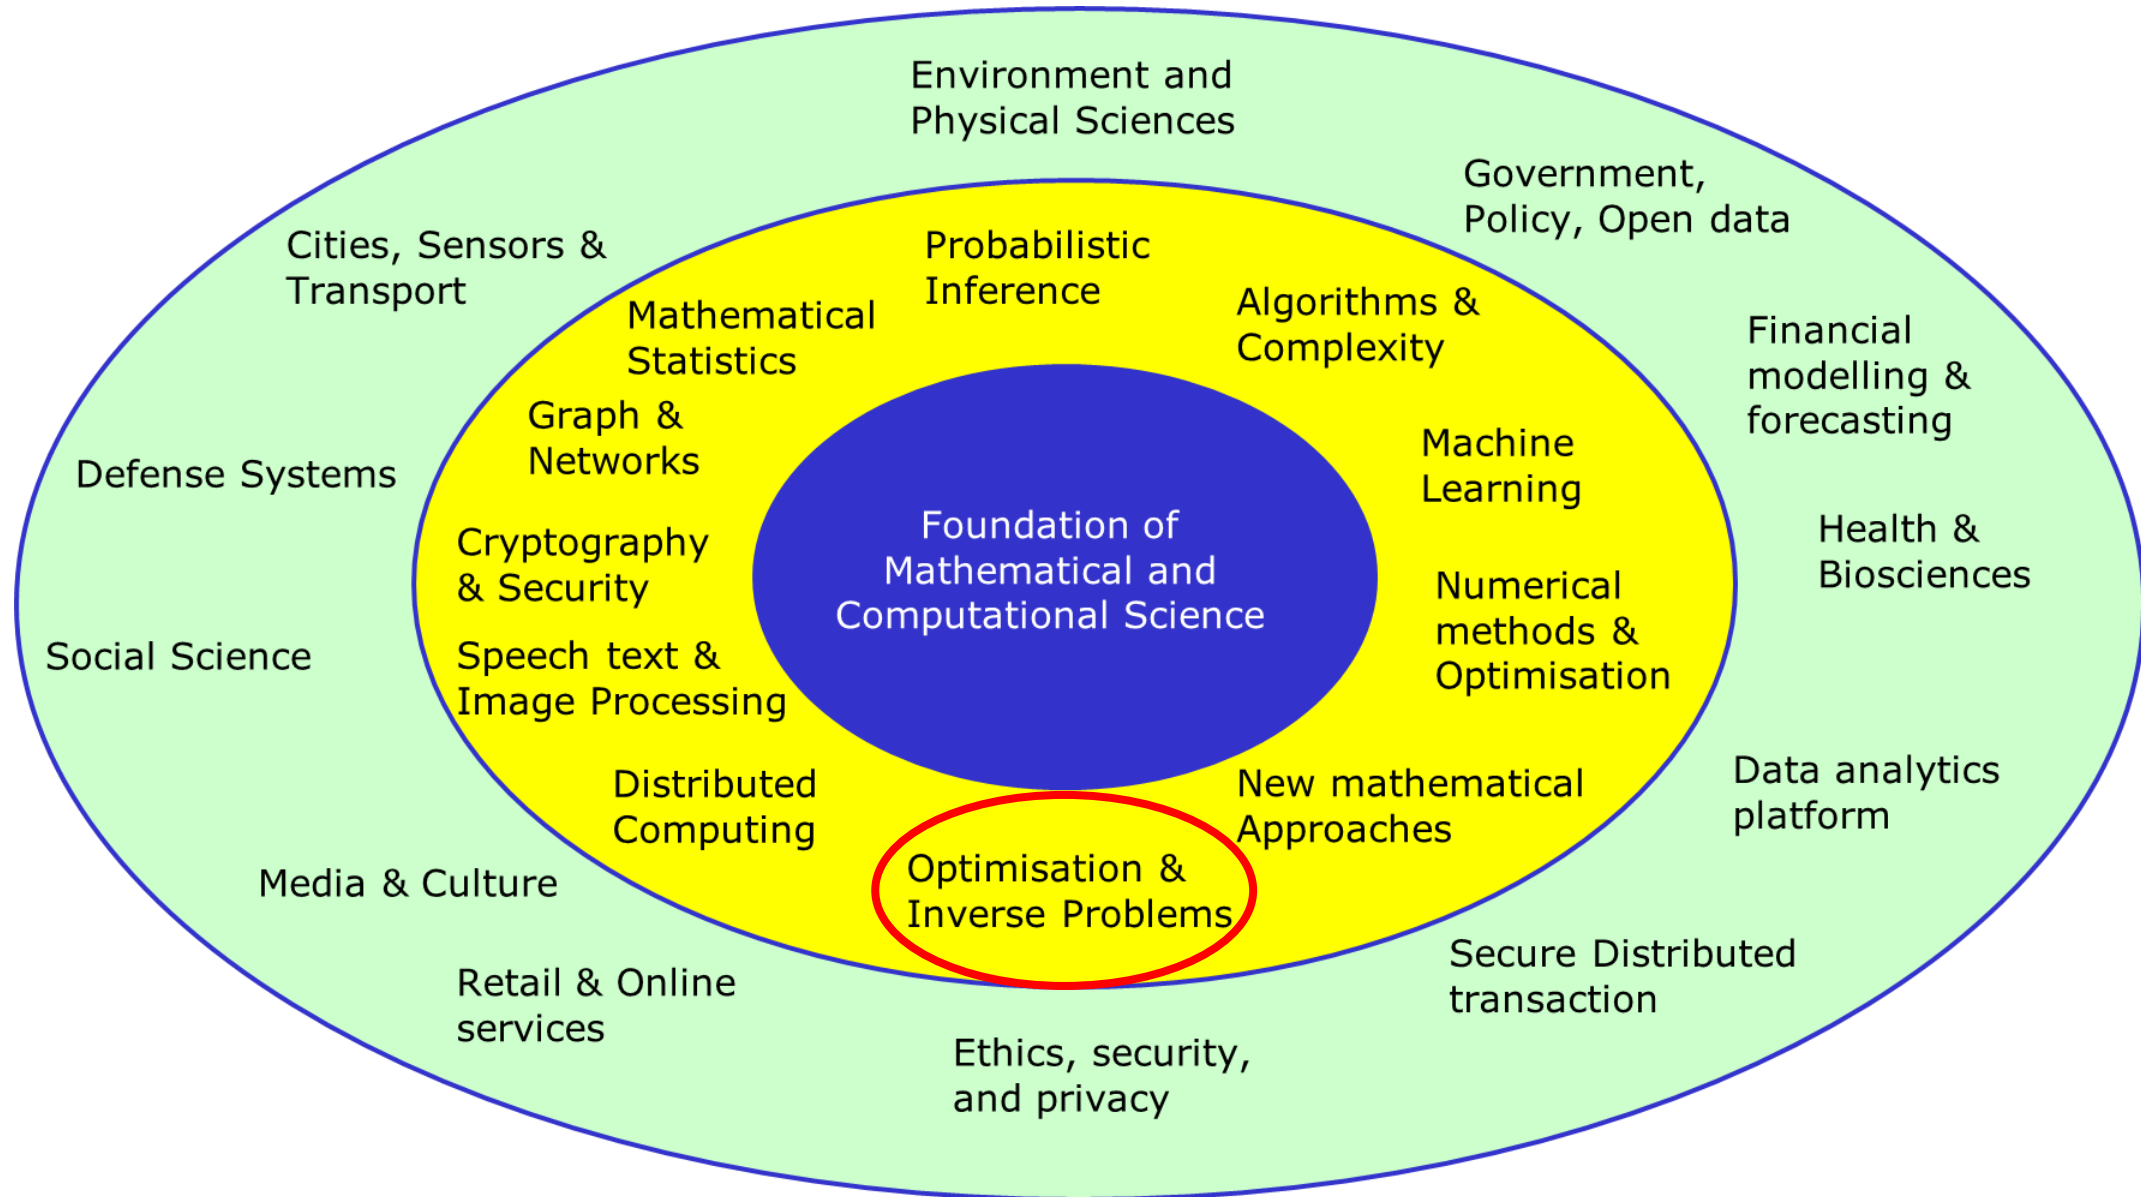 Environment and
Physical Sciences
Government,
Policy, Open data
Cities, Sensors &
Transport
Probabilistic
Inference
Mathematical
Statistics
Algorithms &
Complexity
Financial
modelling &
forecasting
Graph &
Networks
Machine
Learning
Defense Systems
Foundation of
Mathematical and
Computational Science
Health &
Biosciences
Cryptography
& Security
Numerical
methods &
Optimisation
Social Science
Speech text &
Image Processing
Distributed
Computing
New mathematical
Approaches
Data analytics
platform
Media & Culture
Optimisation &
Inverse Problems
Secure Distributed
transaction
Retail & Online
services
Ethics, security,
and privacy